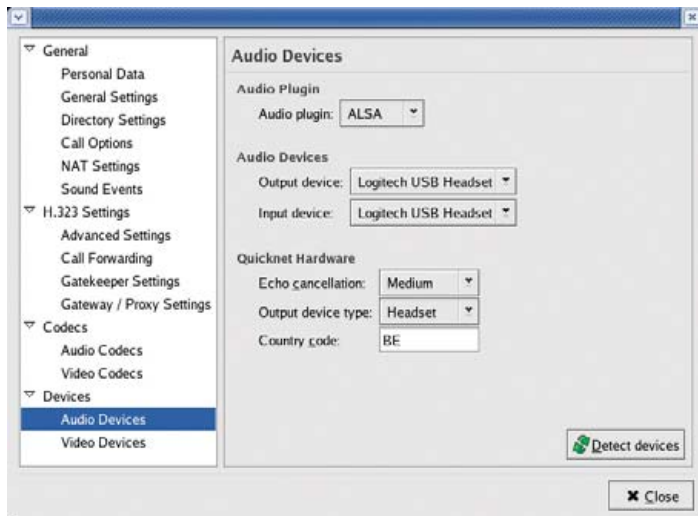 General
Personal Data
General Settings
Directory Settings
Call Options
NAT Settings
Sound Events
H.323 Settings
Advanced Settings
Call Forwarding
Gatekeeper Settings
Gateway / Proxy Settings
Codecs
Audio Codecs
Video Codecs
Devices
Audio Devices
Video Devices
Audio Devices
Audio Plugin
Audio plugin: ALSA
Audio Devices
Output device: Logitech USB Headset
Input device: Logitech USB Headset
Quicknet Hardware
Echo cancellation: Medium
Output device type: Headset
Country code: BE
Detect devices
Close